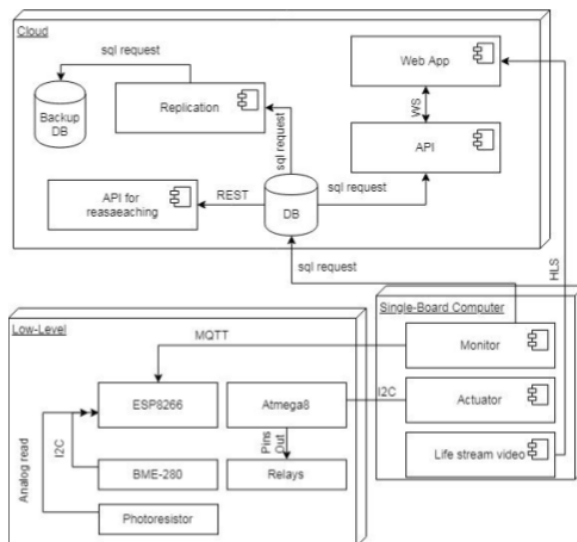 Cloud
sql request
Web App
Backup
DB
Replication
WS
sql request
API
API for
reasaeaching
REST
sql request
DB
sql request
HLS
Single-Board Computer
Low-Level
MQTT
Monitor
ESP8266
Atmega8
I2C
Actuator
Analog read
I2C
Pins
Out
BME-280
Relays
Life stream video
Photoresistor